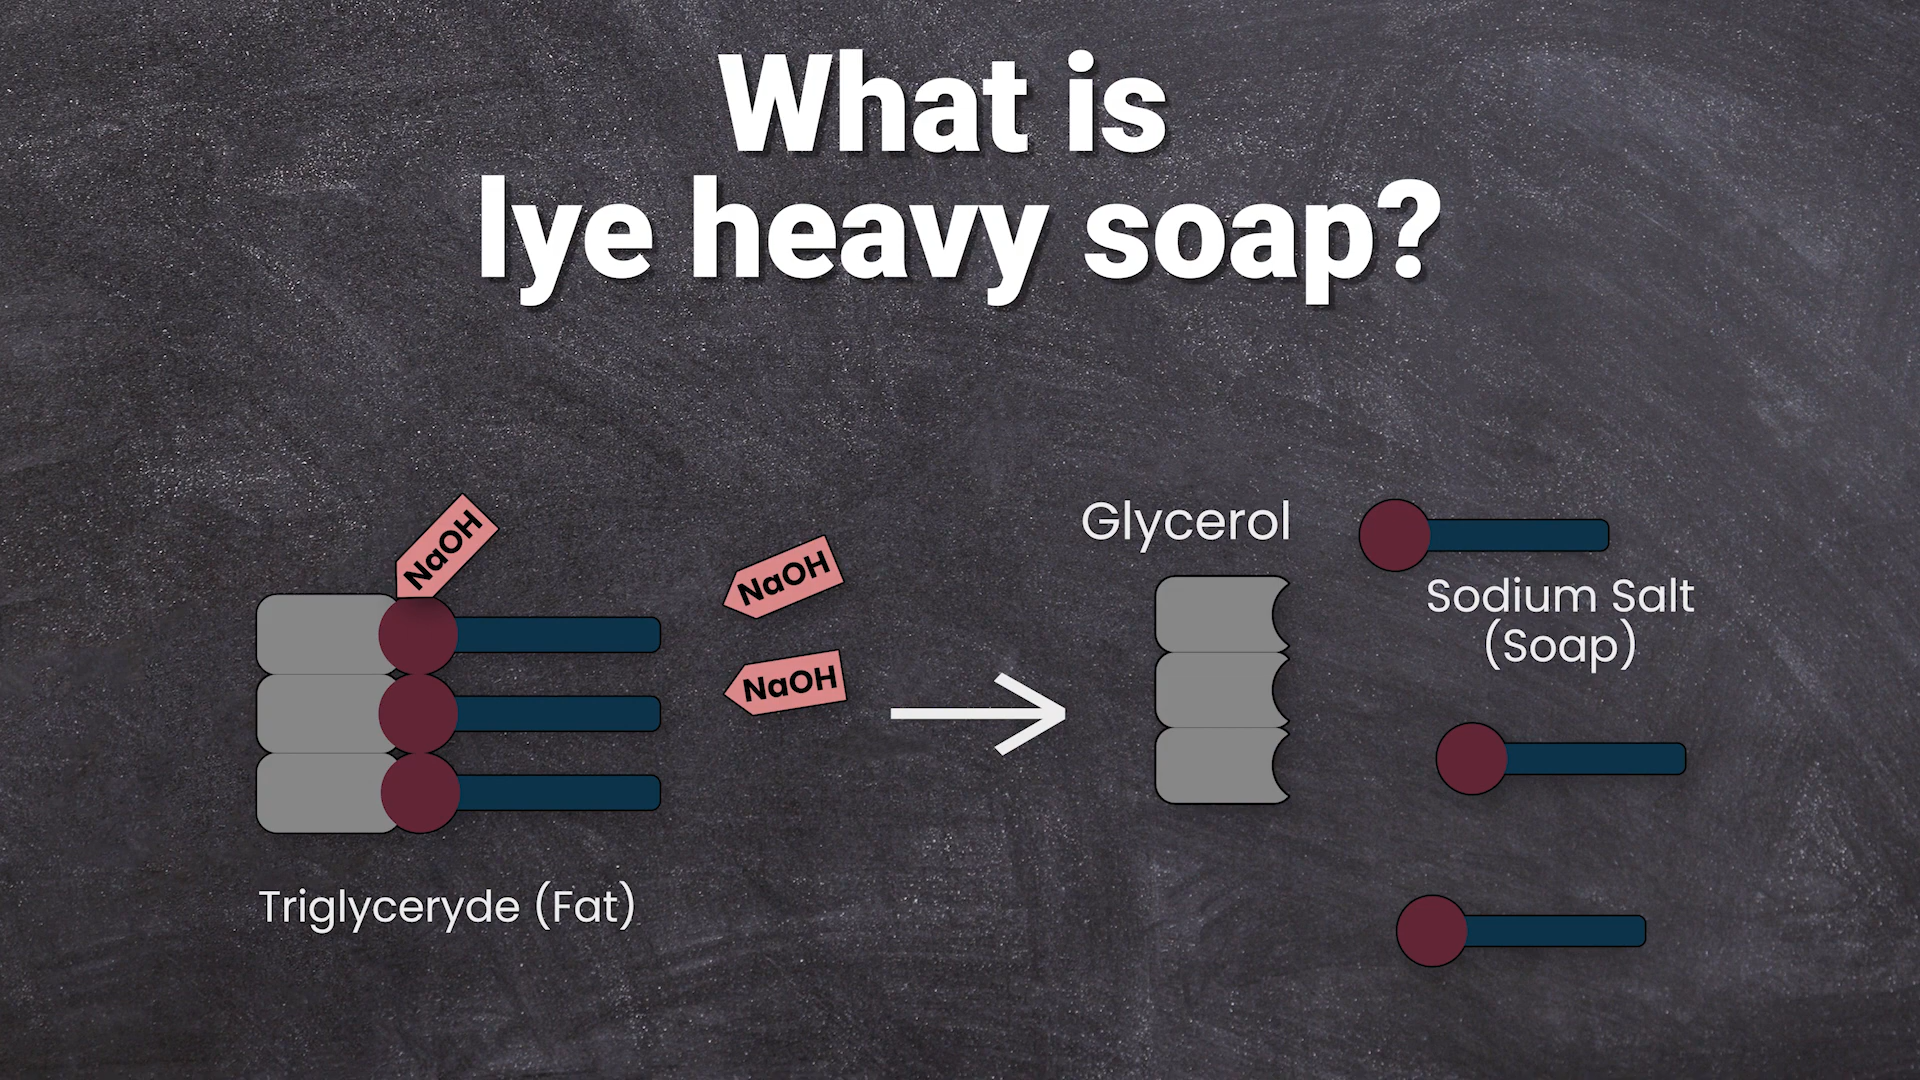 What is
lye heavy soap?
NaOH
NaOH
NaOH
Triglyceryde (Fat)
Glycerol
Sodium Salt
(Soap)